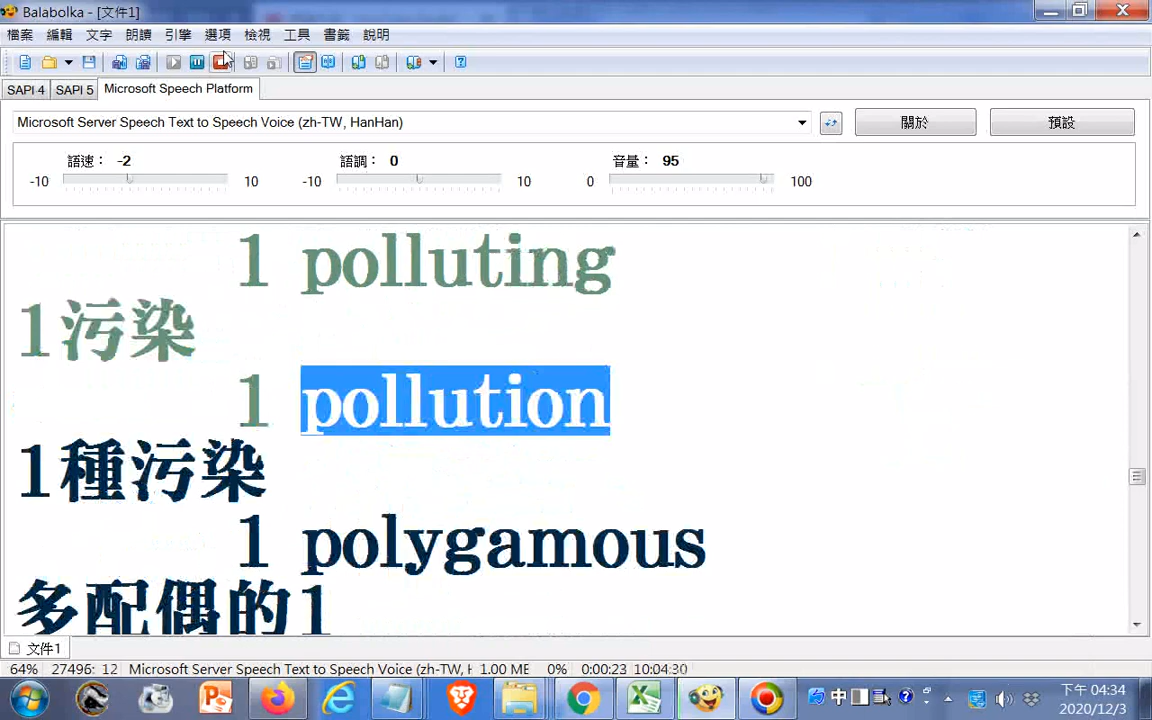 Balabolka - [文件1]
檔案 編輯 文字 朗讀 引擎 選項 檢視 工具 書籤 說明
SAPI 4 SAPI 5 Microsoft Speech Platform
Microsoft Server Speech Text to Speech Voice (zh-TW, HanHan) 關於 預設
語速： -2 語調： 0 音量： 95
-10 10 -10 10 0 100
1 polluting
1污染
1 pollution
1種污染
1 polygamous
多配偶的1
文件1
64% 27496: 12 Microsoft Server Speech Text to Speech Voice (zh-TW, H 1.00 ME 0% 0:00:23 10:04:30
中 下午 04:34
2020/12/3